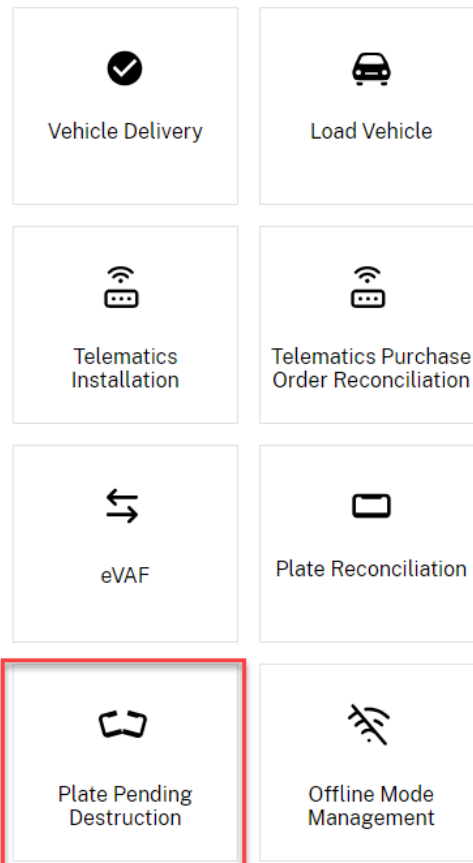 Vehicle Delivery
Load Vehicle
Telematics
Installation
Telematics Purchase
Order Reconciliation
eVAF
Plate Reconciliation
Plate Pending
Destruction
Offline Mode
Management